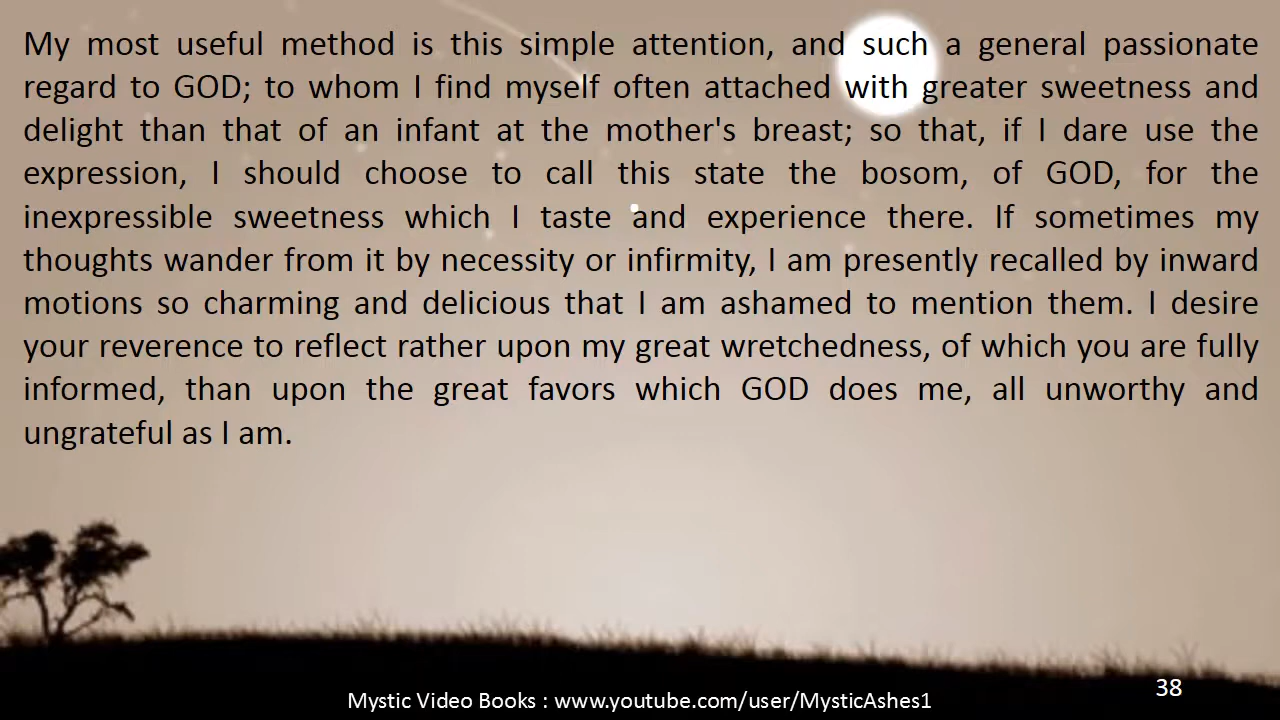 My most useful method is this simple attention, and such a general passionate
regard to GOD; to whom I find myself often attached with greater sweetness and
delight than that of an infant at the mother's breast; so that, if I dare use the
expression, I should choose to call this state the bosom, of GOD, for the
inexpressible sweetness which I taste and experience there. If sometimes my
thoughts wander from it by necessity or infirmity, I am presently recalled by inward
motions so charming and delicious that I am ashamed to mention them. I desire
your reverence to reflect rather upon my great wretchedness, of which you are fully
informed, than upon the great favors which GOD does me, all unworthy and
ungrateful as I am.
38
Mystic Video Books : www.youtube.com/user/MysticAshes1